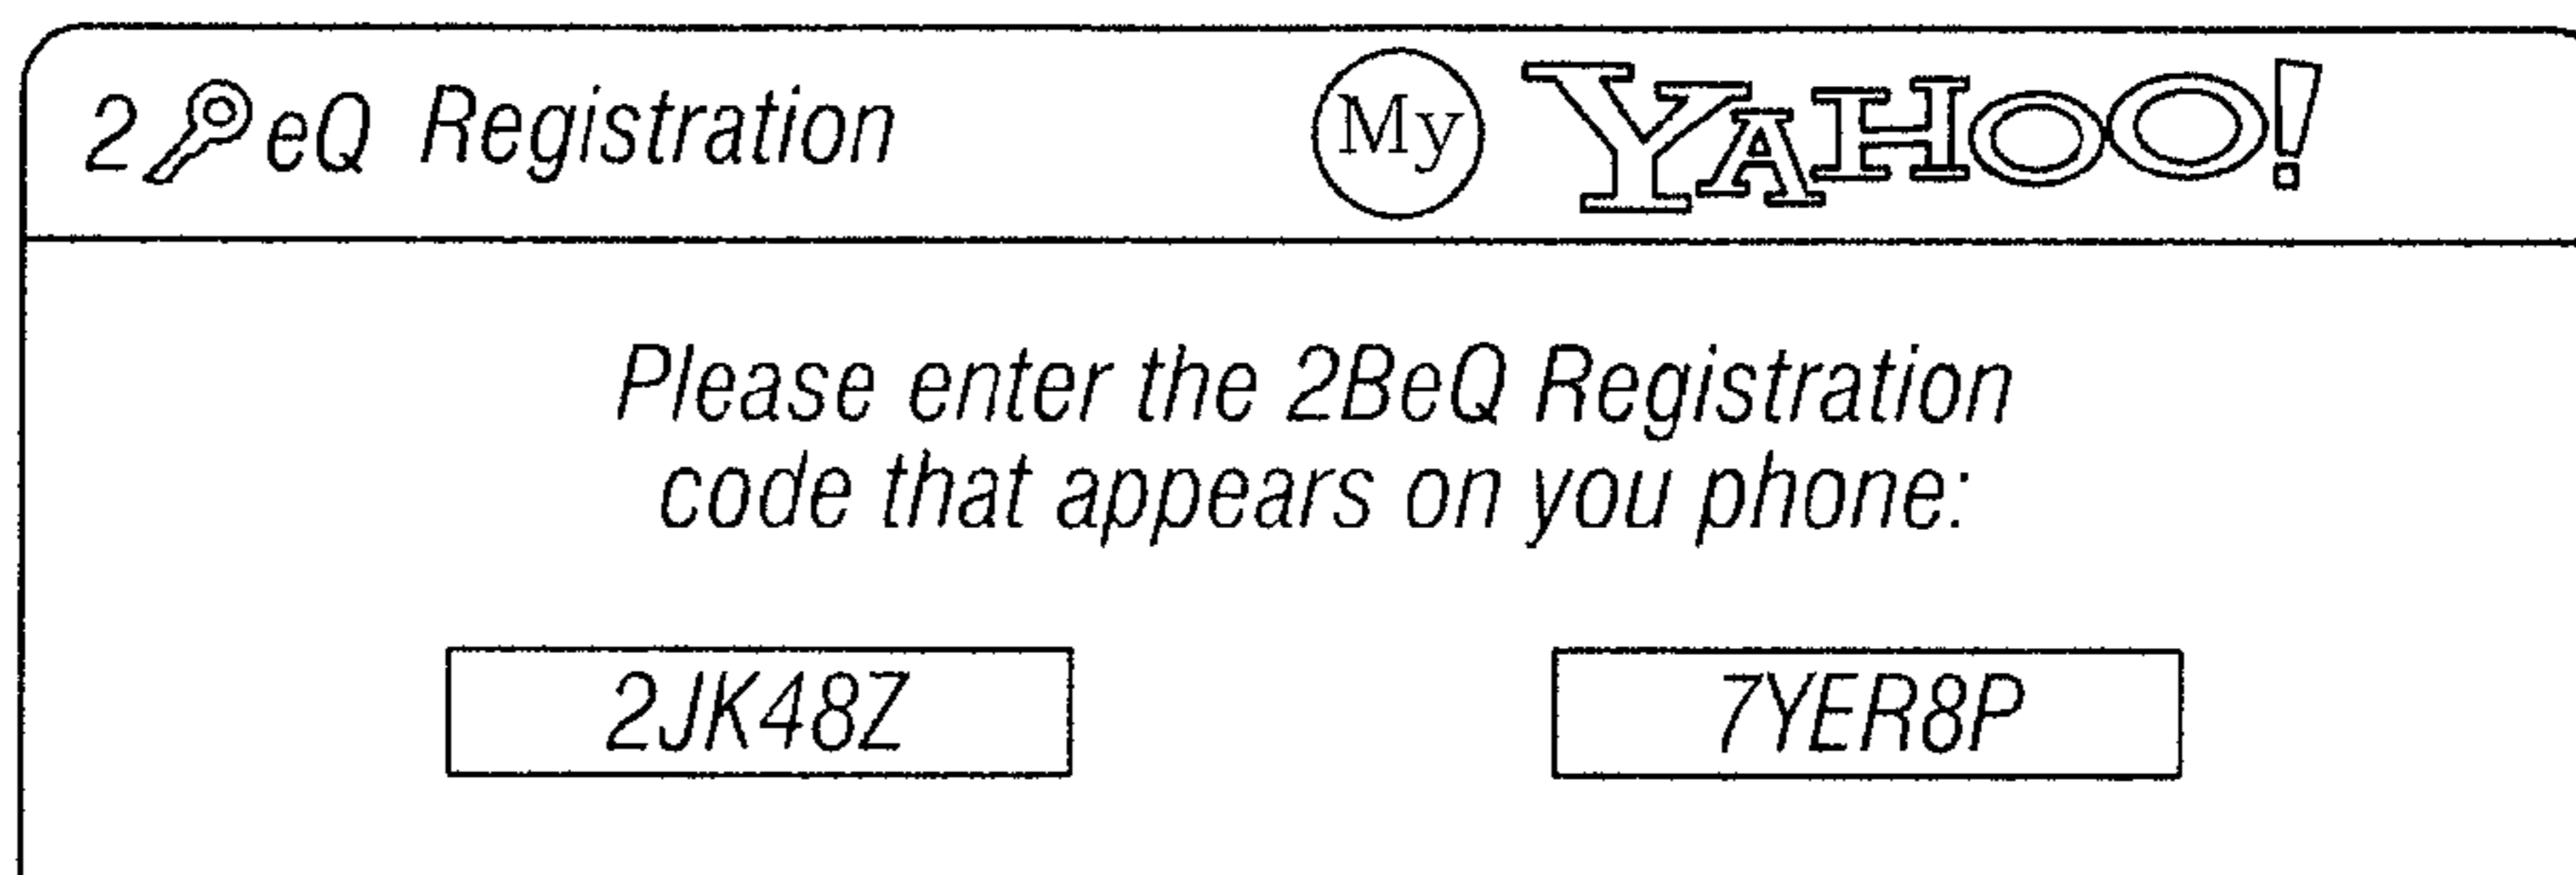 2 eQ Registration My YAHOO!
Please enter the 2BeQ Registration
code that appears on you phone:
2JK48Z 7YER8P